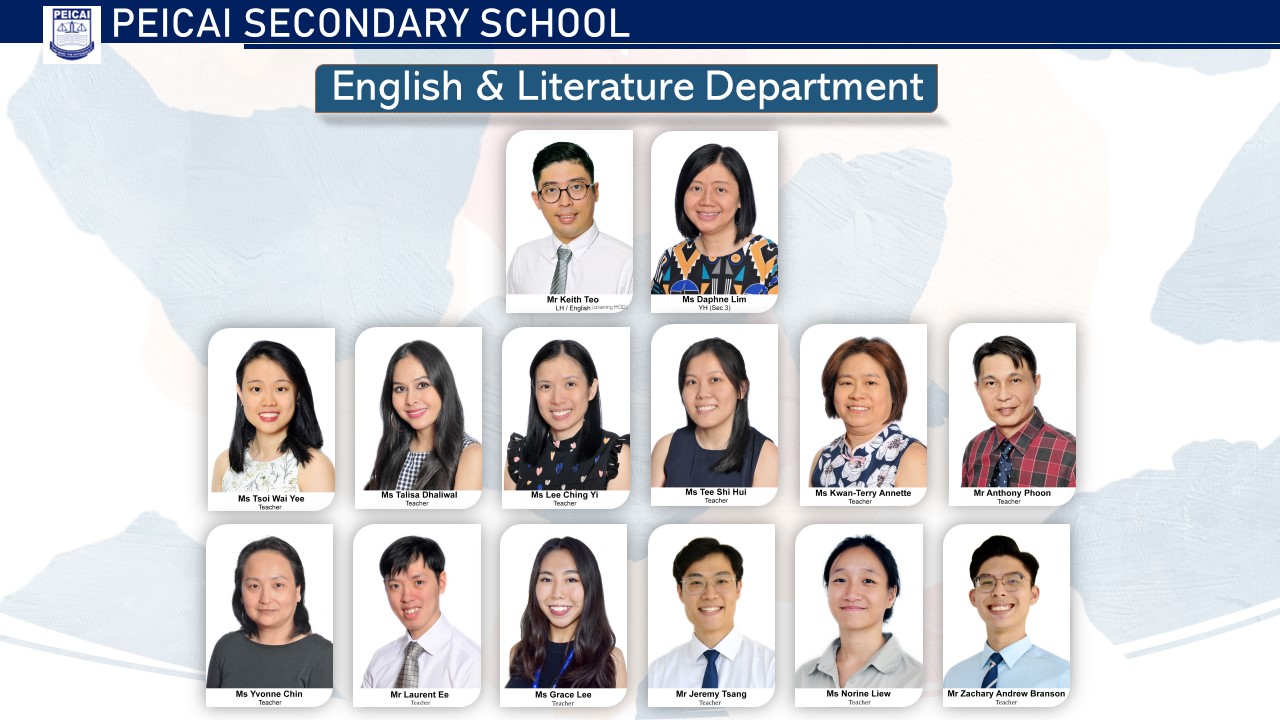 PEICAI
PEICAI SECONDARY SCHOOL
English & Literature Department
Mr Keith Teo
LH / English (covering HOD)
Ms Daphne Lim
YH (Sec 3)
Ms Tsoi Wai Yee
Teacher
Ms Talisa Dhaliwal
Teacher
Ms Lee Ching Yi
Teacher
Ms Tee Shi Hui
Teacher
Ms Kwan-Terry Annette
Teacher
Mr Anthony Phoon
Teacher
Ms Yvonne Chin
Teacher
Mr Laurent Ee
Teacher
Ms Grace Lee
Teacher
Mr Jeremy Tsang
Teacher
Ms Norine Liew
Teacher
Mr Zachary Andrew Branson
Teacher